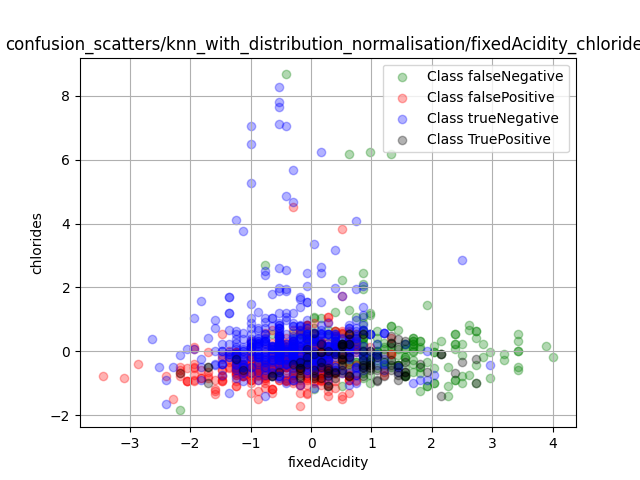 confusion_scatters/knn_with_distribution_normalisation/fixedAcidity_chlorides
Class falseNegative
Class falsePositive
Class trueNegative
Class TruePositive
8
6
4
2
0
−2
chlorides
−3 −2 −1 0 1 2 3 4
fixedAcidity